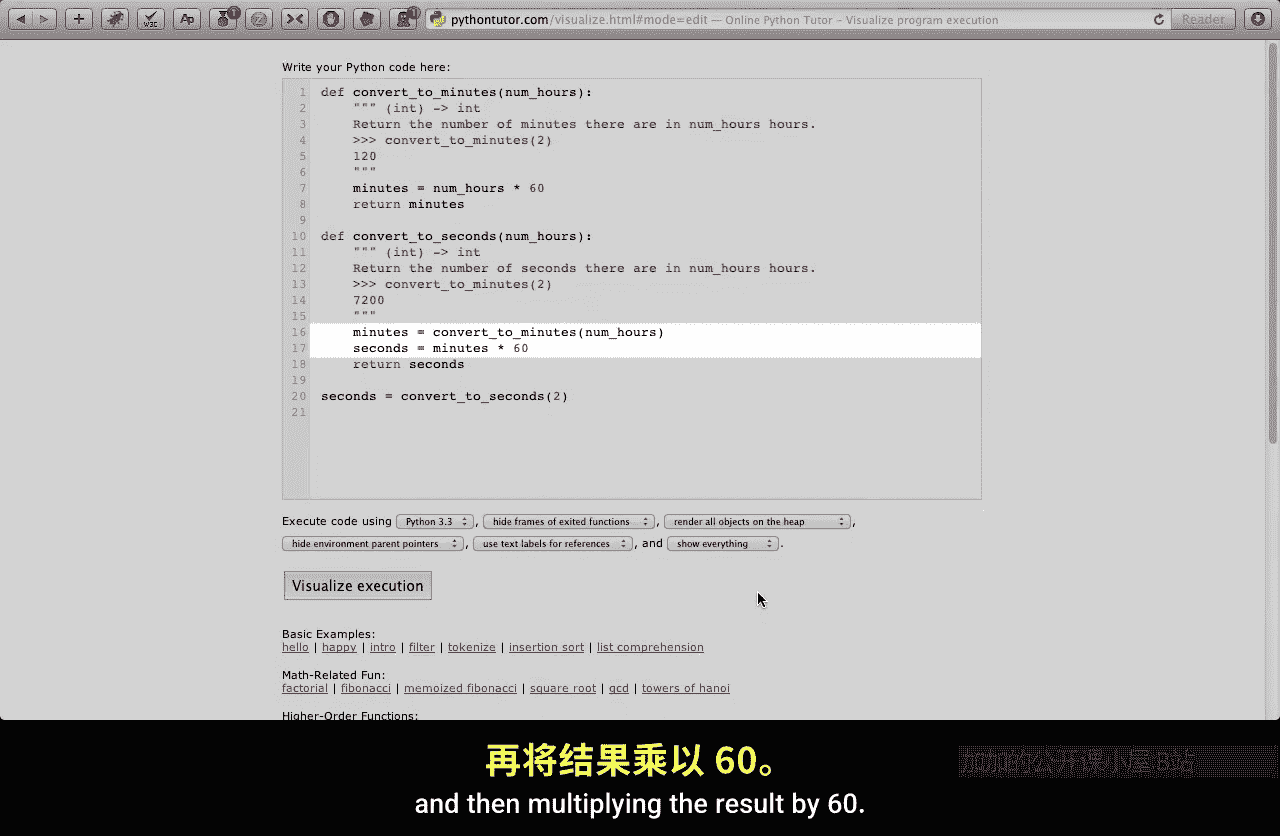 W3C
Ap
1
1
pythontutor.com/visualize.html#mode=edit — Online Python Tutor – Visualize program execution
Reader
Write your Python code here:
1 def convert_to_minutes(num_hours):
2 """ (int) -> int
3 Return the number of minutes there are in num_hours hours.
4 >>> convert_to_minutes(2)
5 120
6 """
7 minutes = num_hours * 60
8 return minutes
9
10 def convert_to_seconds(num_hours):
11 """ (int) -> int
12 Return the number of seconds there are in num_hours hours.
13 >>> convert_to_minutes(2)
14 7200
15 """
16 minutes = convert_to_minutes(num_hours)
17 seconds = minutes * 60
18 return seconds
19
20 seconds = convert_to_seconds(2)
21
Execute code using Python 3.3 , hide frames of exited functions , render all objects on the heap ,
hide environment parent pointers , use text labels for references , and show everything .
Visualize execution
Basic Examples:
hello | happy | intro | filter | tokenize | insertion sort | list comprehension
Math-Related Fun:
factorial | fibonacci | memoized fibonacci | square root | gcd | towers of hanoi
Higher-Order Functions:
再将结果乘以 60。
and then multiplying the result by 60.